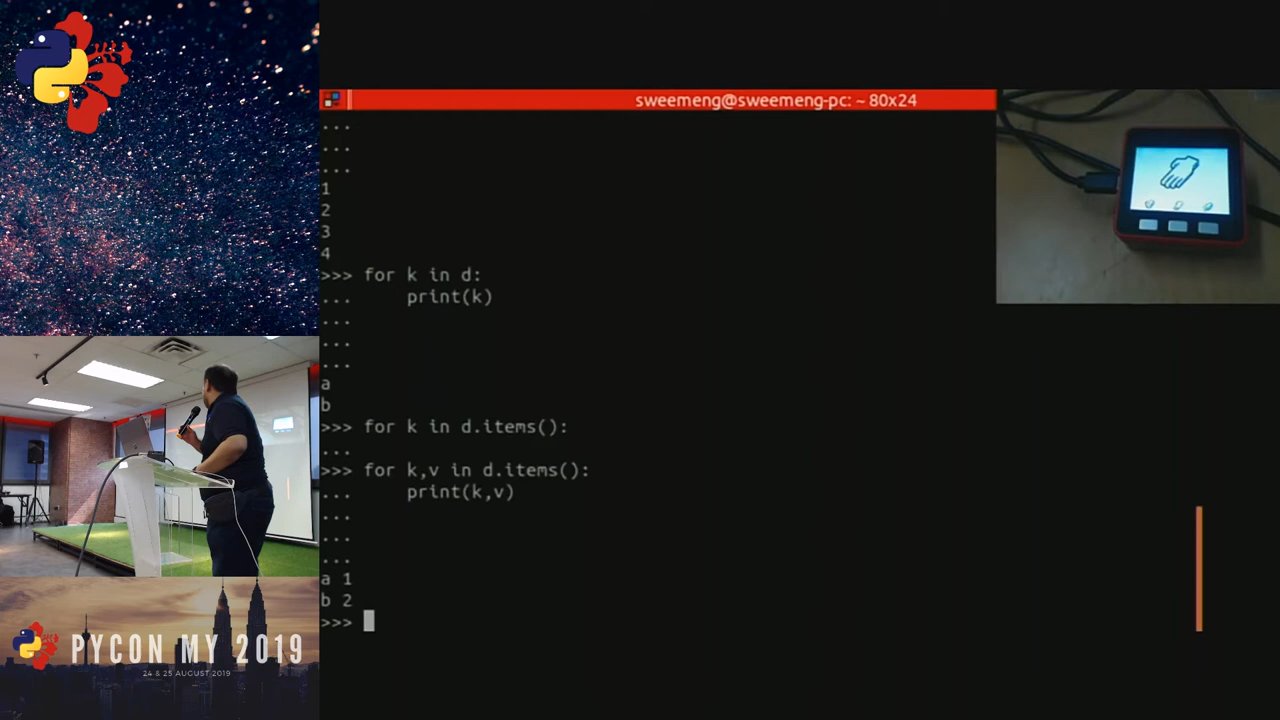 sweemeng@sweemeng-pc: ~ 80x24
...
...
...
1
2
3
4
>>> for k in d:
...     print(k)
...
...
...
a
b
>>> for k in d.items():
...
>>> for k,v in d.items():
...     print(k,v)
...
...
...
a 1
b 2
>>>
PYCON MY 2019
24 & 25 AUGUST 2019